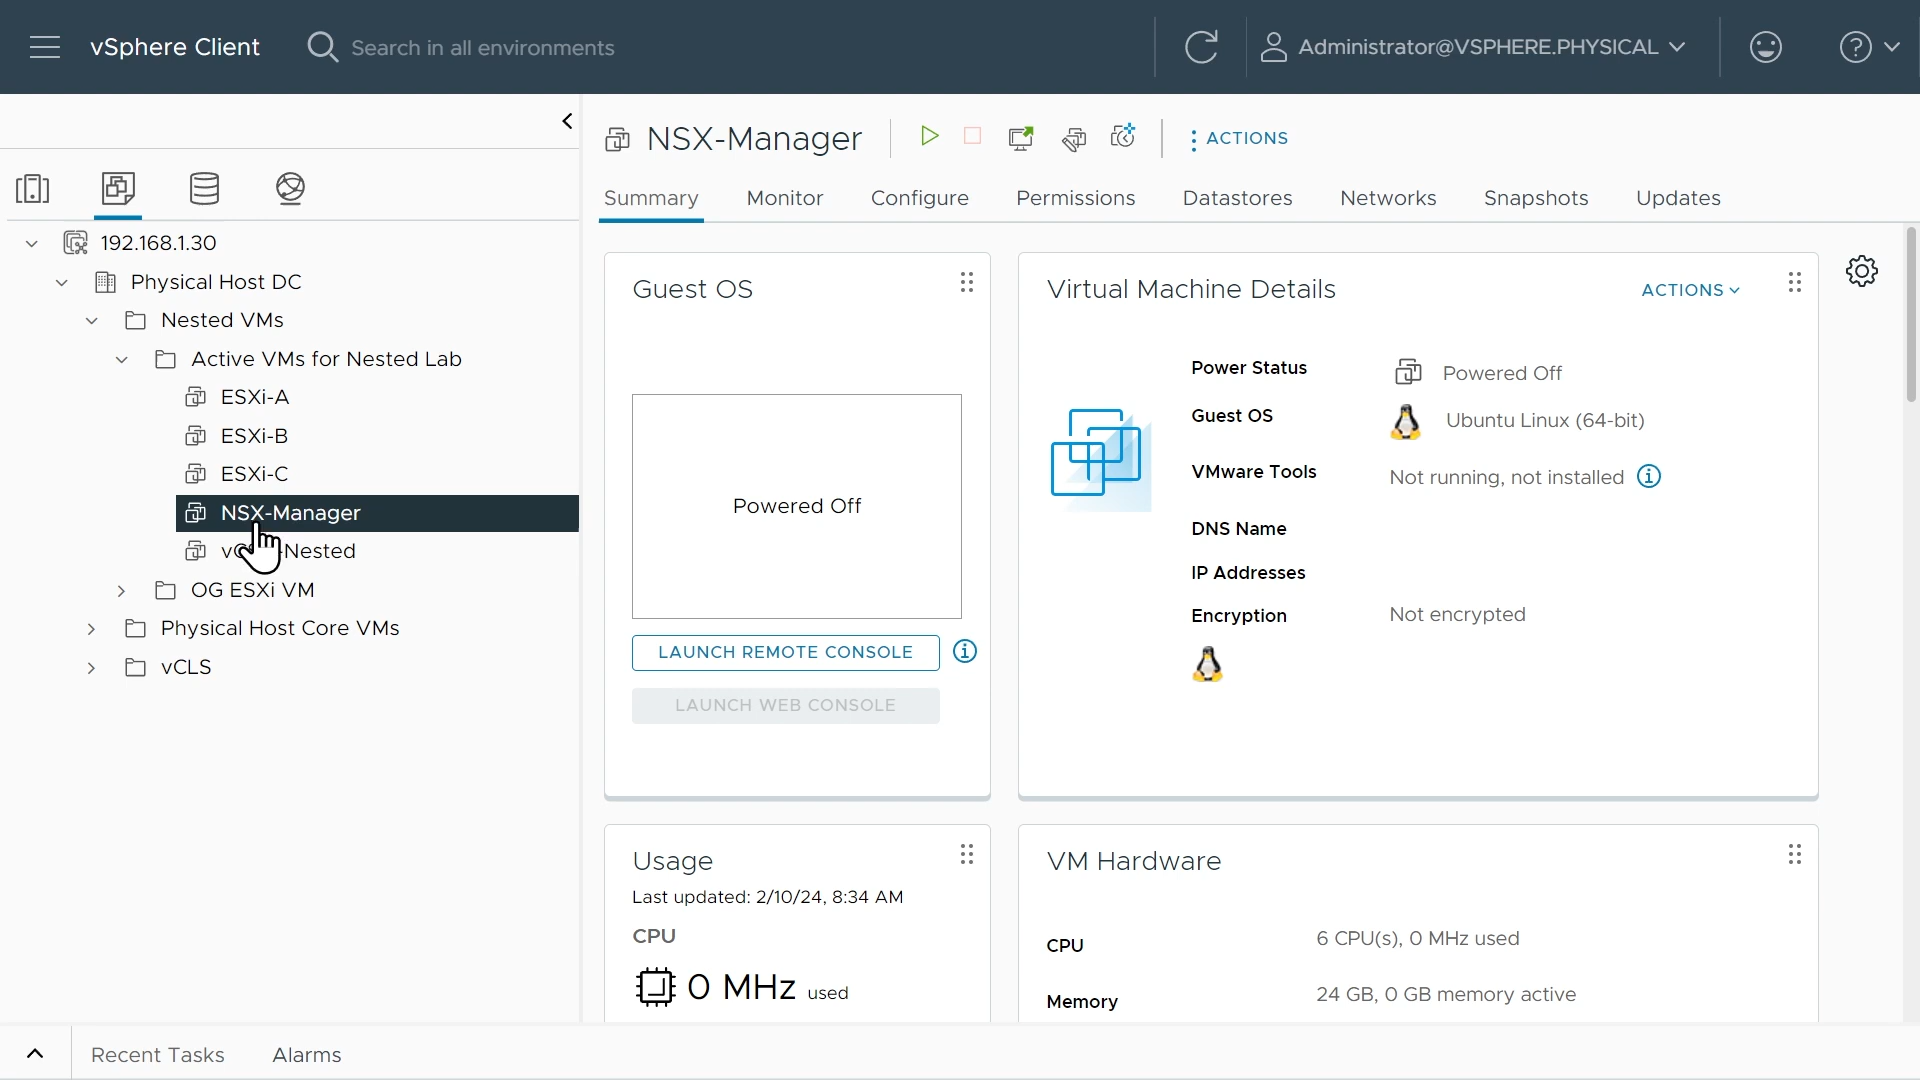 vSphere Client
Search in all environments
Administrator@VSPHERE.PHYSICAL
192.168.1.30
Physical Host DC
Nested VMs
Active VMs for Nested Lab
ESXi-A
ESXi-B
ESXi-C
NSX-Manager
Nested
OG ESXi VM
Physical Host Core VMs
vCLS
NSX-Manager
ACTIONS
Summary Monitor Configure Permissions Datastores Networks Snapshots Updates
Guest OS
Powered Off
LAUNCH REMOTE CONSOLE
LAUNCH WEB CONSOLE
Virtual Machine Details
ACTIONS
Power Status Powered Off
Guest OS Ubuntu Linux (64-bit)
VMware Tools Not running, not installed
DNS Name
IP Addresses
Encryption Not encrypted
Usage
Last updated: 2/10/24, 8:34 AM
CPU
0 MHz used
VM Hardware
CPU 6 CPU(s), 0 MHz used
Memory 24 GB, 0 GB memory active
Recent Tasks Alarms